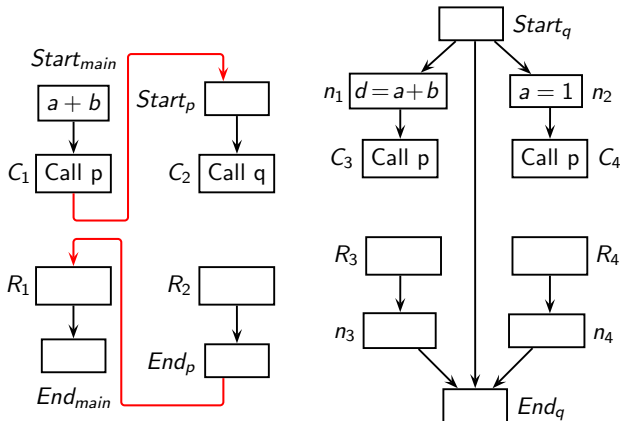 Start_main
a + b
C_1 Call p
R_1
End_main
Start_p
C_2 Call q
R_2
End_p
Start_q
n_1 d = a+b
a = 1 n_2
C_3 Call p
Call p C_4
R_3
R_4
n_3
n_4
End_q